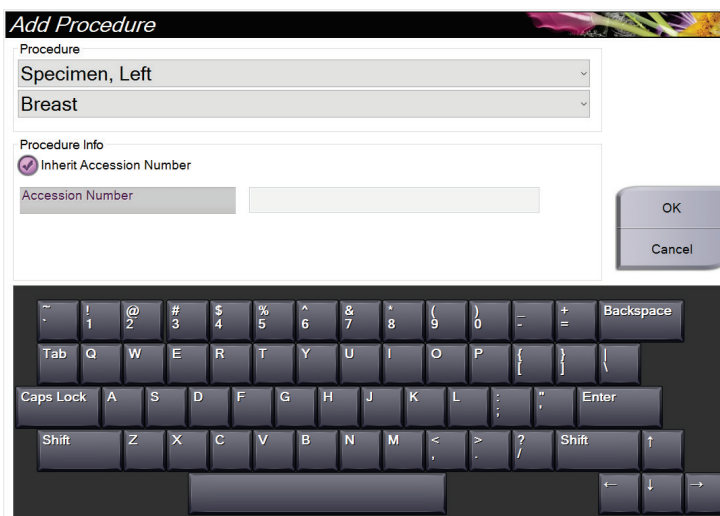 Add Procedure
Procedure
Specimen, Left
Breast
Procedure Info
Inherit Accession Number
Accession Number
OK
Cancel
~ ! @ # $ % ^ & * ( ) _ + Backspace
` 1 2 3 4 5 6 7 8 9 0 - =
Tab Q W E R T Y U I O P { } |
[ ] \
Caps Lock A S D F G H J K L : " Enter
; '
Shift Z X C V B N M < > ? Shift ↑
, . /
← ↓ →